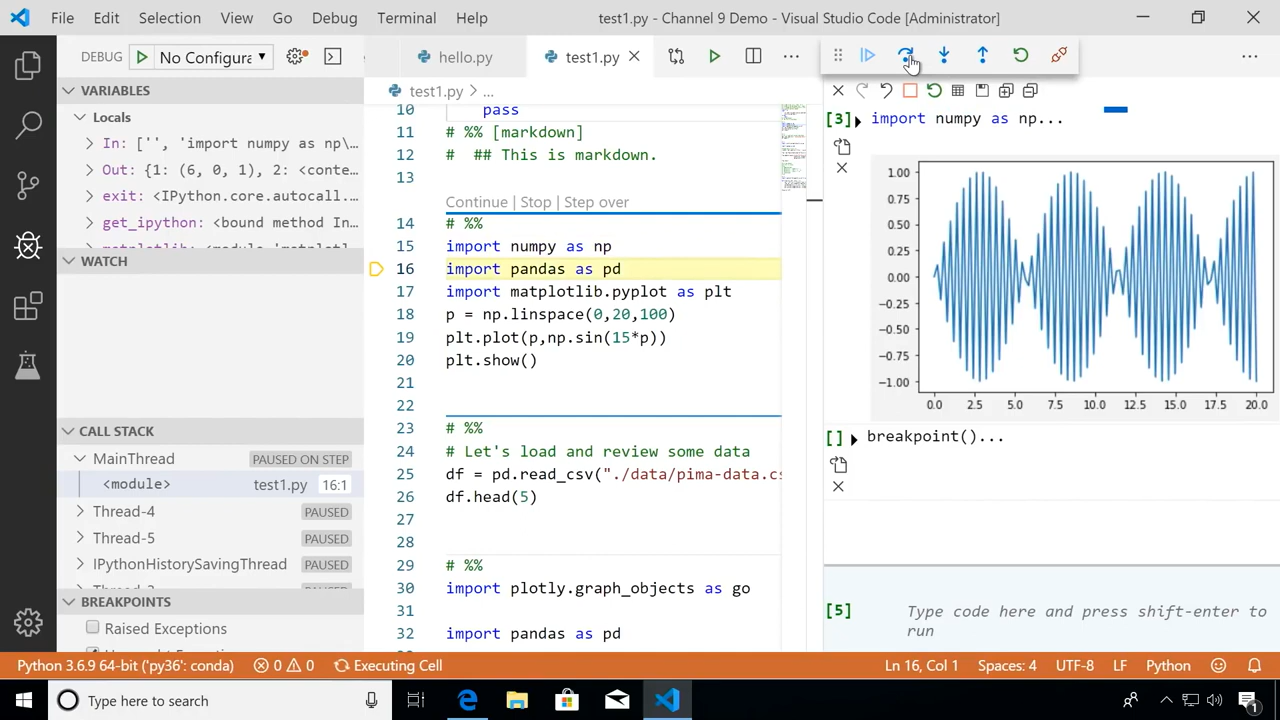 File Edit Selection View Go Debug Terminal Help test1.py - Channel 9 Demo - Visual Studio Code [Administrator]
DEBUG No Configura
hello.py test1.py
VARIABLES
Locals
In: ['', 'import numpy as np\...
Out: {1: (6, 0, 1), 2: <conte...
exit: <IPython.core.autocall...
get_ipython: <bound method In...
WATCH
CALL STACK
MainThread PAUSED ON STEP
<module> test1.py 16:1
Thread-4 PAUSED
Thread-5 PAUSED
IPythonHistorySavingThread PAUSED
BREAKPOINTS
Raised Exceptions
test1.py > ...
10 pass
11 # %% [markdown]
12 # ## This is markdown.
13
Continue | Stop | Step over
14 # %%
15 import numpy as np
16 import pandas as pd
17 import matplotlib.pyplot as plt
18 p = np.linspace(0,20,100)
19 plt.plot(p,np.sin(15*p))
20 plt.show()
21
22
23 # %%
24 # Let's load and review some data
25 df = pd.read_csv("./data/pima-data.cs
26 df.head(5)
27
28
29 # %%
30 import plotly.graph_objects as go
31
32 import pandas as pd
[3] import numpy as np...
1.00
0.75
0.50
0.25
0.00
−0.25
−0.50
−0.75
−1.00
0.0 2.5 5.0 7.5 10.0 12.5 15.0 17.5 20.0
[] breakpoint()...
[5] Type code here and press shift-enter to
run
Python 3.6.9 64-bit ('py36': conda) 0 0 Executing Cell Ln 16, Col 1 Spaces: 4 UTF-8 LF Python
Type here to search 1